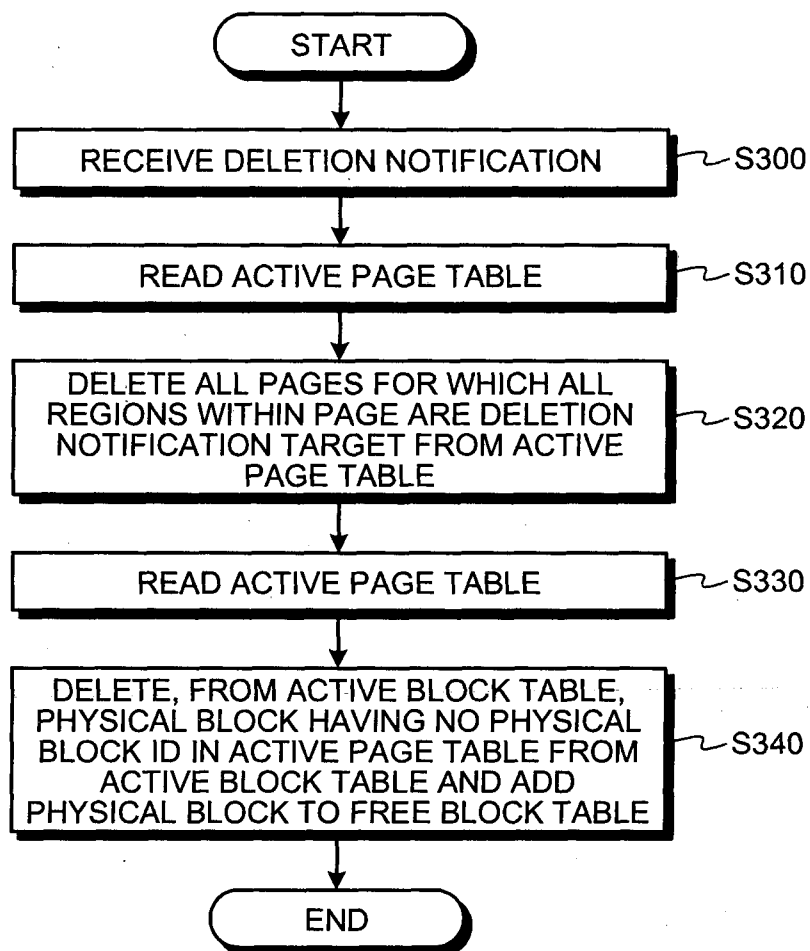 START
RECEIVE DELETION NOTIFICATION
S300
READ ACTIVE PAGE TABLE
S310
DELETE ALL PAGES FOR WHICH ALL
REGIONS WITHIN PAGE ARE DELETION
NOTIFICATION TARGET FROM ACTIVE
PAGE TABLE
S320
READ ACTIVE PAGE TABLE
S330
DELETE, FROM ACTIVE BLOCK TABLE,
PHYSICAL BLOCK HAVING NO PHYSICAL
BLOCK ID IN ACTIVE PAGE TABLE FROM
ACTIVE BLOCK TABLE AND ADD
PHYSICAL BLOCK TO FREE BLOCK TABLE
S340
END